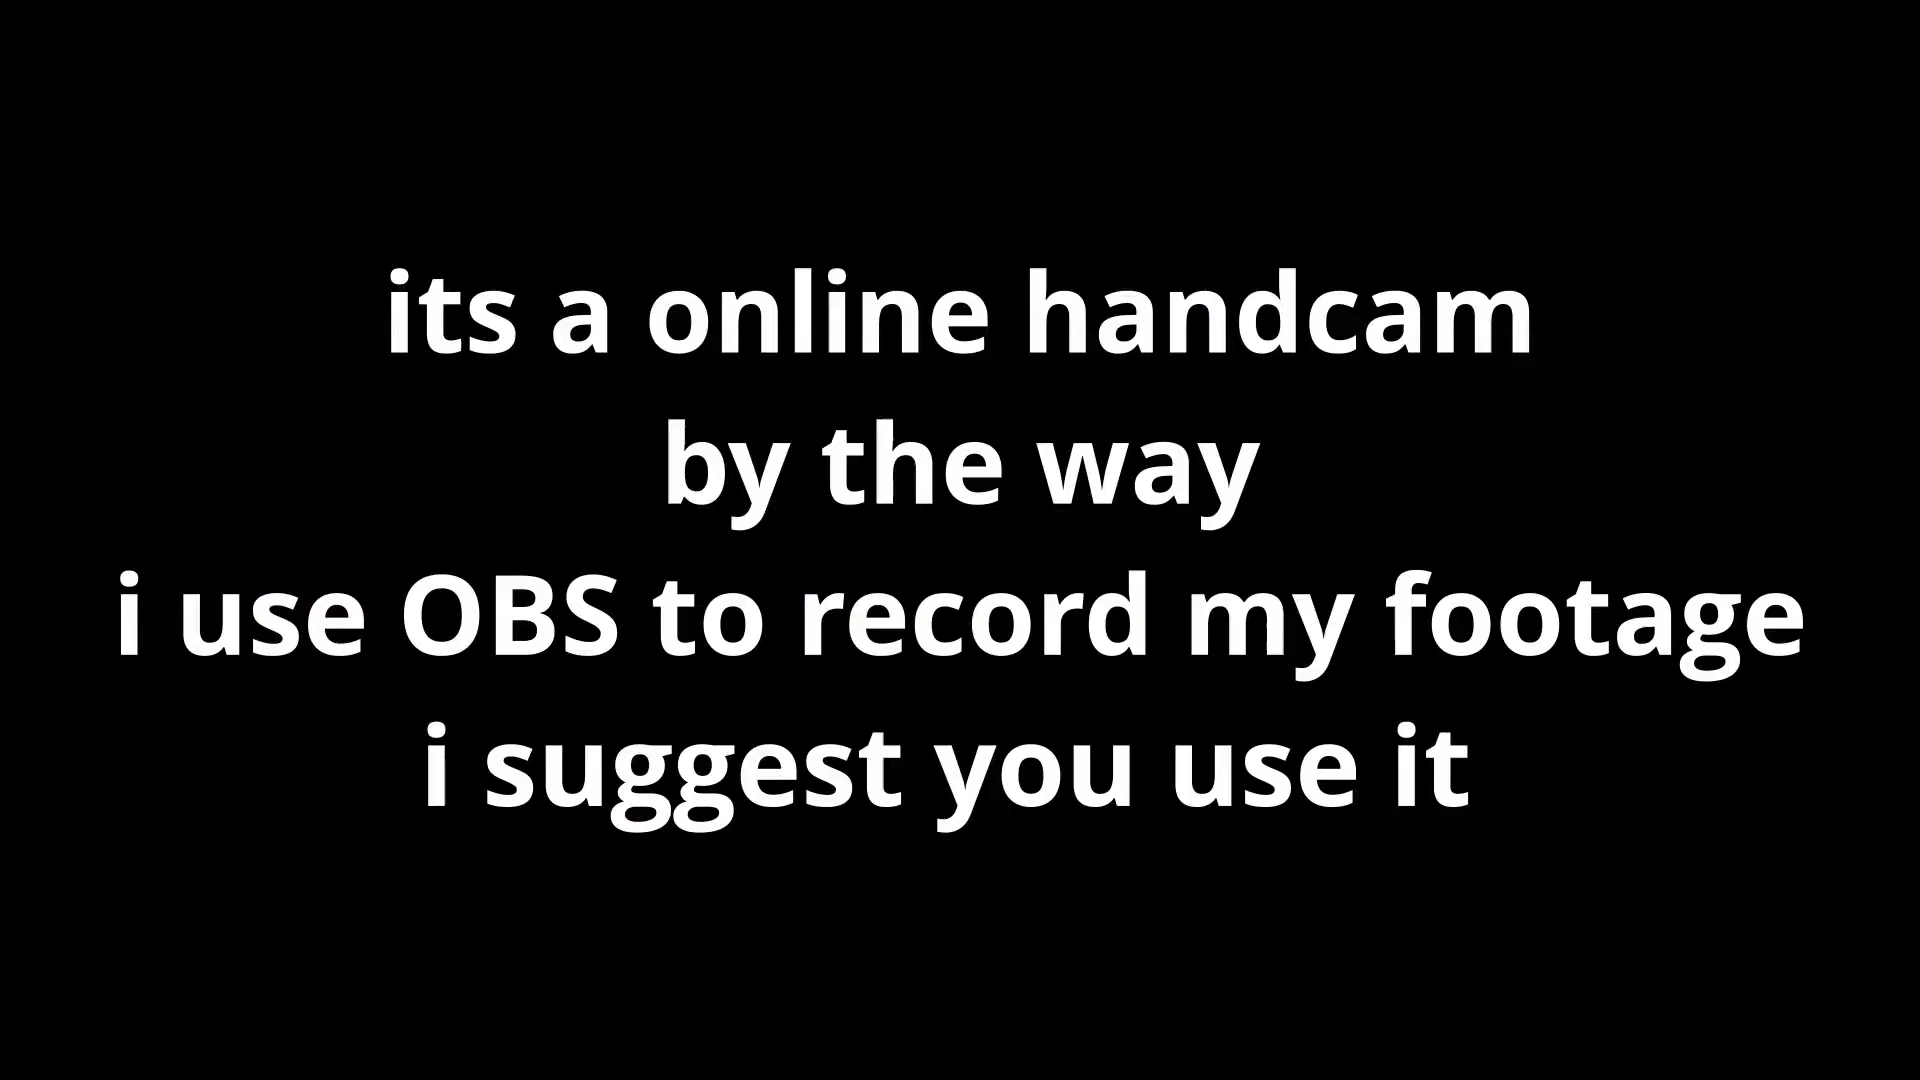 its a online handcam
by the way
i use OBS to record my footage
i suggest you use it